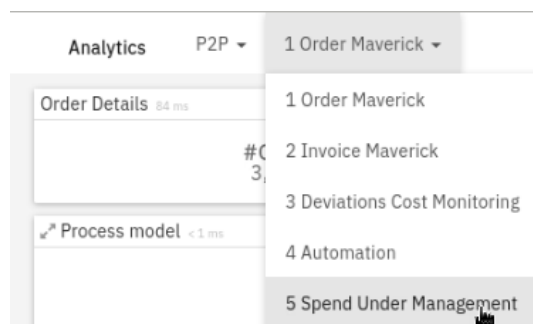 Analytics P2P 1 Order Maverick
Order Details 84 ms
1 Order Maverick
2 Invoice Maverick
3,
3 Deviations Cost Monitoring
Process model < 1 ms
4 Automation
5 Spend Under Management